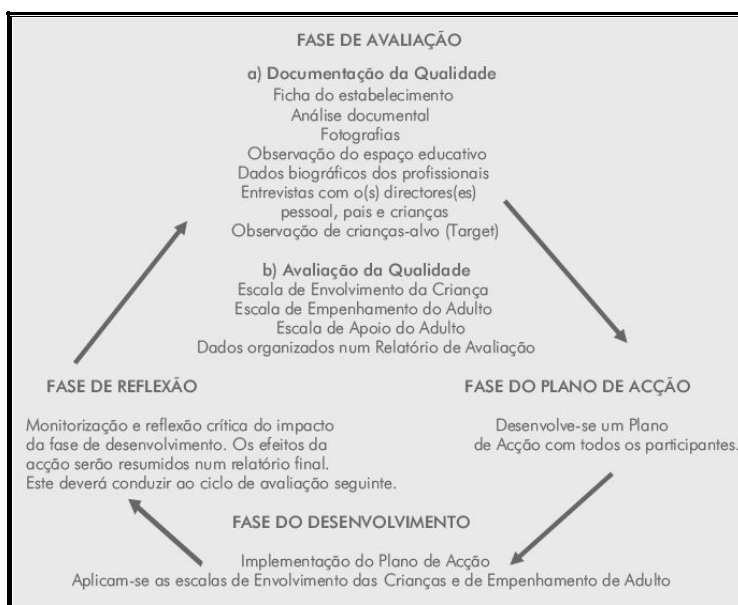 FASE DE AVALIAÇÃO
a) Documentação da Qualidade
Ficha do estabelecimento
Análise documental
Fotografias
Observação do espaço educativo
Dados biográficos dos profissionais
Entrevistas com o(s) directores(es)
pessoal, pais e crianças
Observação de crianças-alvo (Target)
b) Avaliação da Qualidade
Escala de Envolvimento da Criança
Escala de Empenhamento do Adulto
Escala de Apoio do Adulto
Dados organizados num Relatório de Avaliação
FASE DO PLANO DE ACÇÃO
Desenvolve-se um Plano
de Acção com todos os participantes.
FASE DO DESENVOLVIMENTO
Implementação do Plano de Acção
Aplicam-se as escalas de Envolvimento das Crianças e de Empenhamento de Adulto
FASE DE REFLEXÃO
Monitorização e reflexão crítica do impacto
da fase de desenvolvimento. Os efeitos da
acção serão resumidos num relatório final.
Este deverá conduzir ao ciclo de avaliação seguinte.